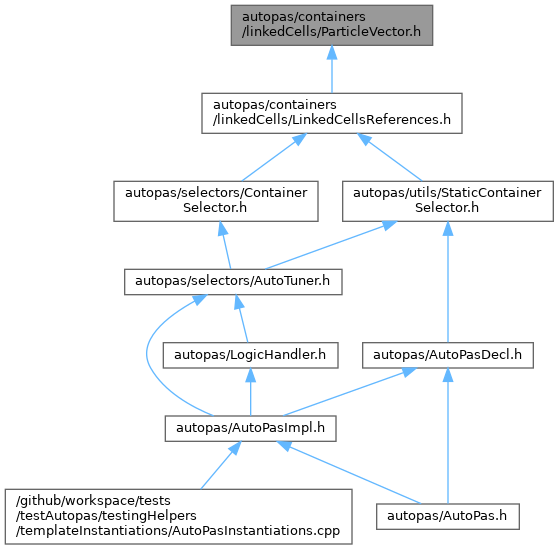 autopas/containers
/linkedCells/ParticleVector.h
autopas/containers
/linkedCells/LinkedCellsReferences.h
autopas/selectors/Container
Selector.h
autopas/utils/StaticContainer
Selector.h
autopas/selectors/AutoTuner.h
autopas/LogicHandler.h
autopas/AutoPasDecl.h
autopas/AutoPasImpl.h
/github/workspace/tests
/testAutopas/testingHelpers
/templateInstantiations/AutoPasInstantiations.cpp
autopas/AutoPas.h